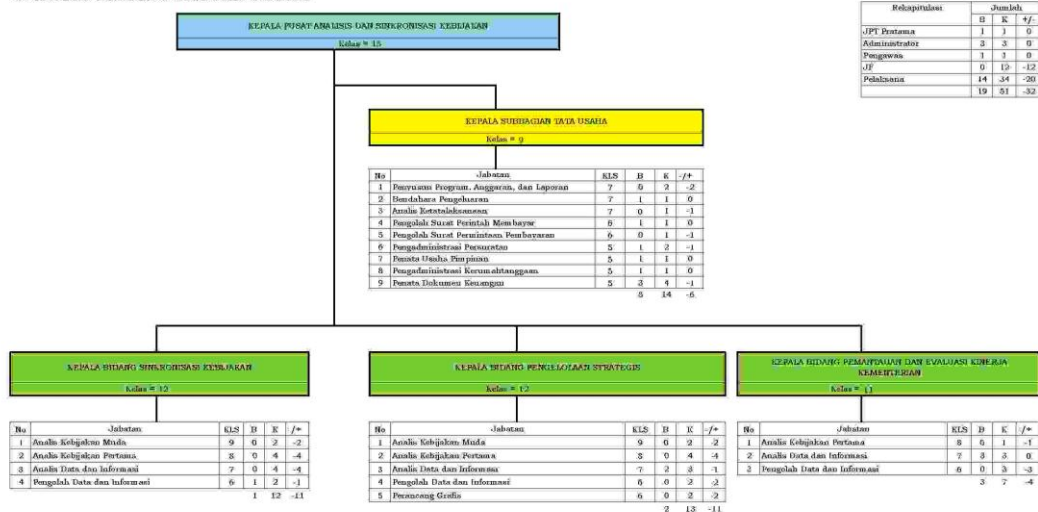 KEPALA PUSAT ANALISIS DAN SINKRONISASI KEBIJAKAN
Kelas = 15
Rekapitulasi Jumlah
B K +/-
JPT Pratama 1 1 0
Administrator 3 3 0
Pengawas 1 1 0
JF 0 12 -12
Pelaksana 14 34 -20
19 51 -32
KEPALA SUBBAGIAN TATA USAHA
Kelas = 9
No Jabatan KLS B K -/+
1 Penyusun Program, Anggaran, dan Laporan 7 0 2 -2
2 Bendahara Pengeluaran 7 1 1 0
3 Analis Ketatalaksanaan 7 0 1 -1
4 Pengolah Surat Perintah Membayar 6 1 1 0
5 Pengolah Surat Permintaan Pembayaran 6 0 1 -1
6 Pengadministrasi Persuratan 5 1 2 -1
7 Penata Usaha Pimpinan 5 1 1 0
8 Pengadministrasi Kerumahtanggaan 5 1 1 0
9 Penata Dokumen Keuangan 5 3 4 -1
8 14 -6
KEPALA BIDANG SINKRONISASI KEBIJAKAN
Kelas = 12
No Jabatan KLS B K -/+
1 Analis Kebijakan Muda 9 0 2 -2
2 Analis Kebijakan Pertama 8 0 4 -4
3 Analis Data dan Informasi 7 0 4 -4
4 Pengolah Data dan Informasi 6 1 2 -1
1 12 -11
KEPALA BIDANG PENGELOLAAN STRATEGIS
Kelas = 12
No Jabatan KLS B K -/+
1 Analis Kebijakan Muda 9 0 2 -2
2 Analis Kebijakan Pertama 8 0 4 -4
3 Analis Data dan Informasi 7 2 3 -1
4 Pengolah Data dan Informasi 6 0 2 -2
5 Perancang Grafis 6 0 2 -2
2 13 -11
KEPALA BIDANG PEMANTAUAN DAN EVALUASI KINERJA
KEMENTERIAN
Kelas = 11
No Jabatan KLS B K -/+
1 Analis Kebijakan Pertama 8 0 1 -1
2 Analis Data dan Informasi 7 3 3 0
3 Pengolah Data dan Informasi 6 0 3 -3
3 7 -4